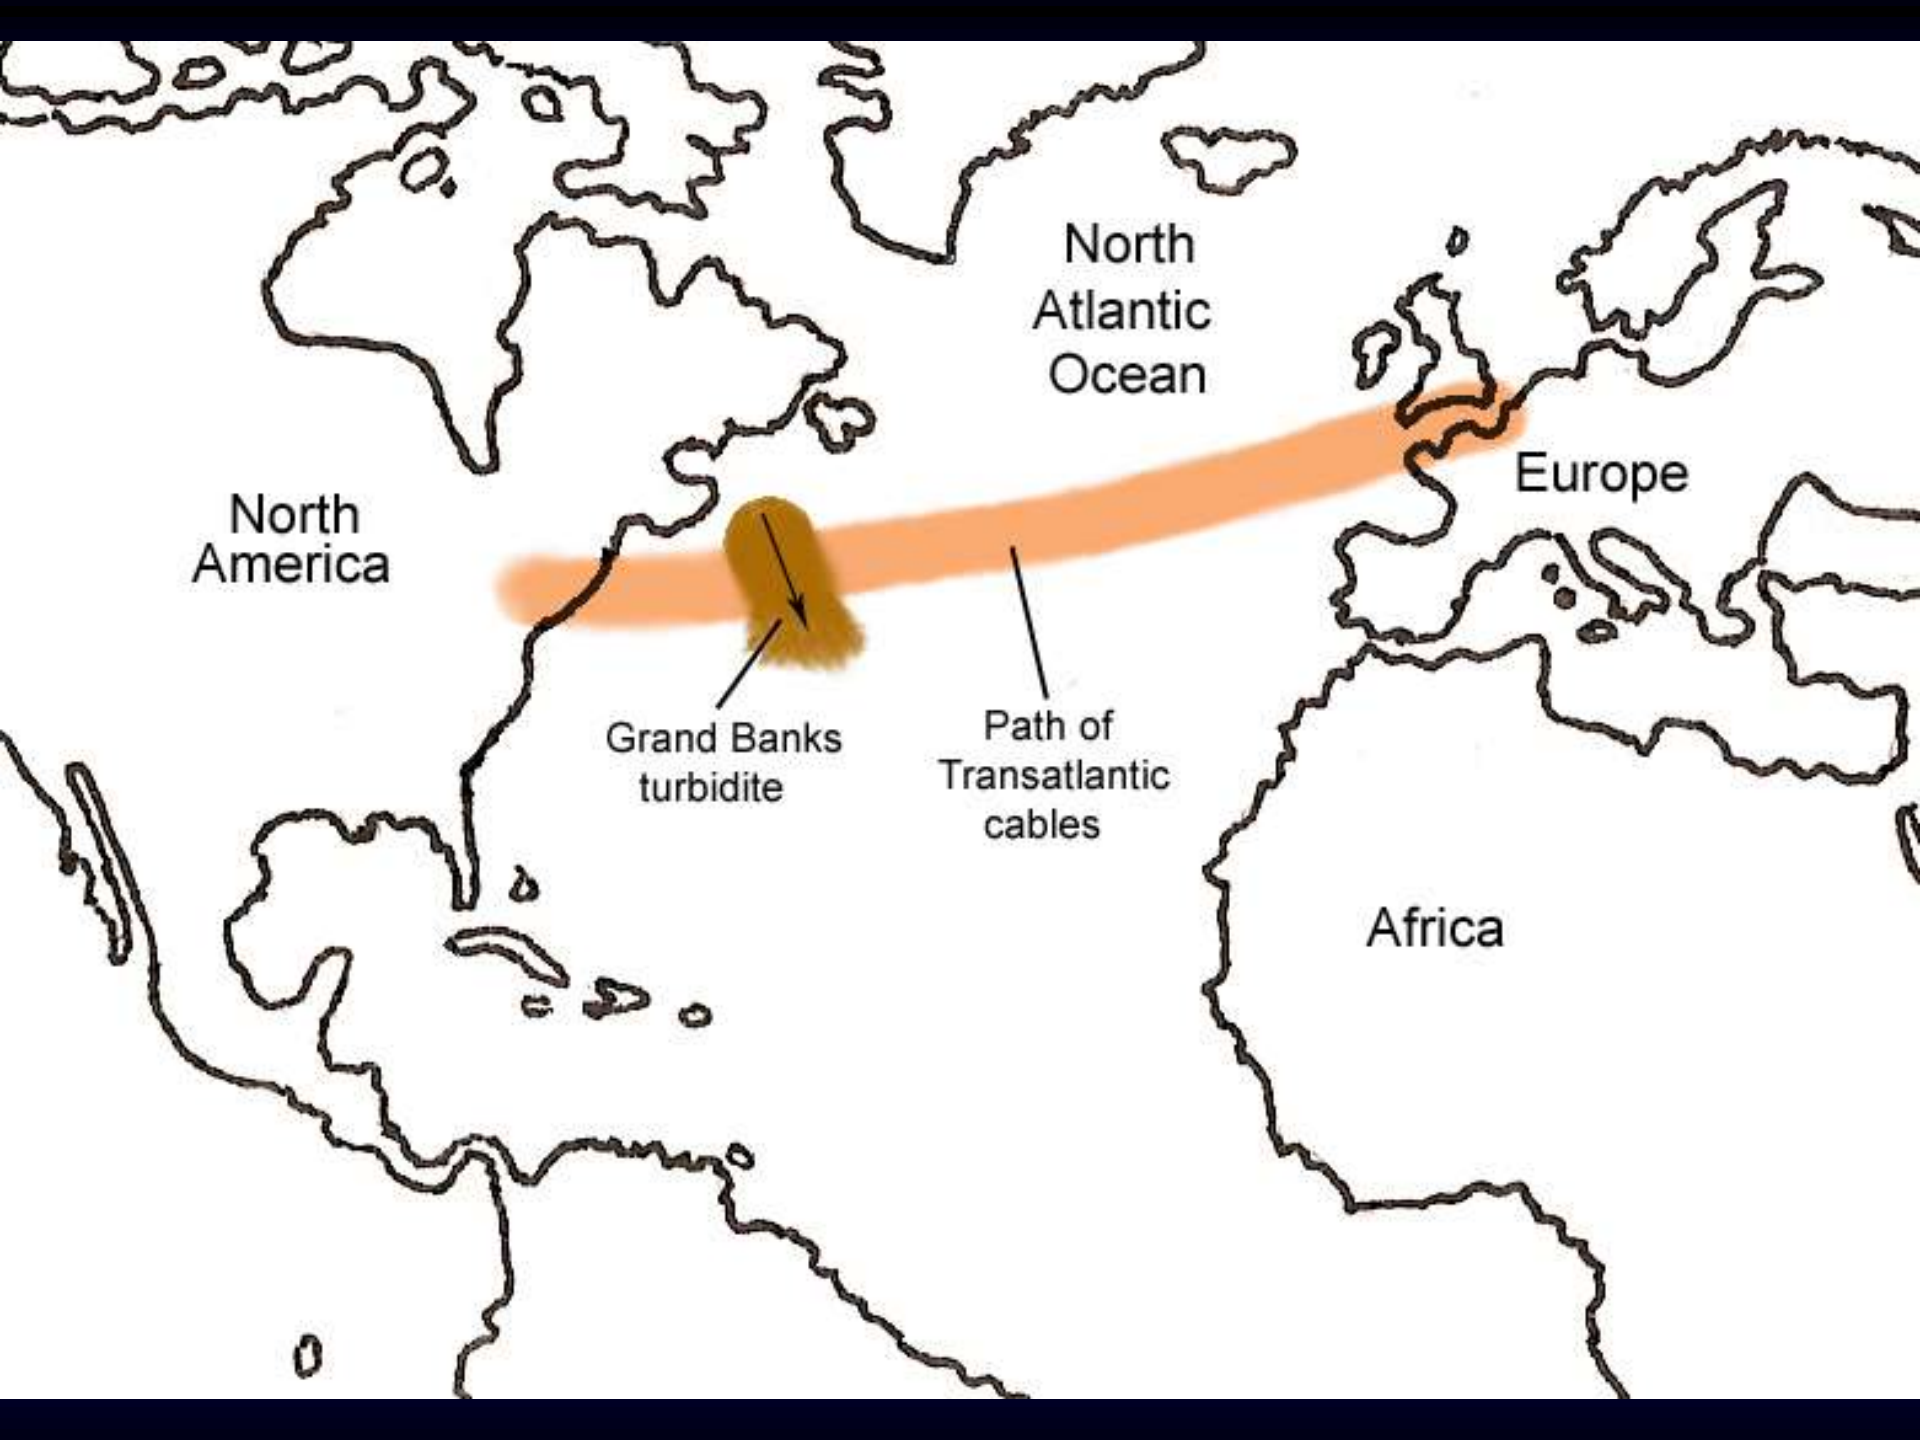 North
Atlantic
Ocean
Europe
North
America
Grand Banks
turbidite
Path of
Transatlantic
cables
Africa